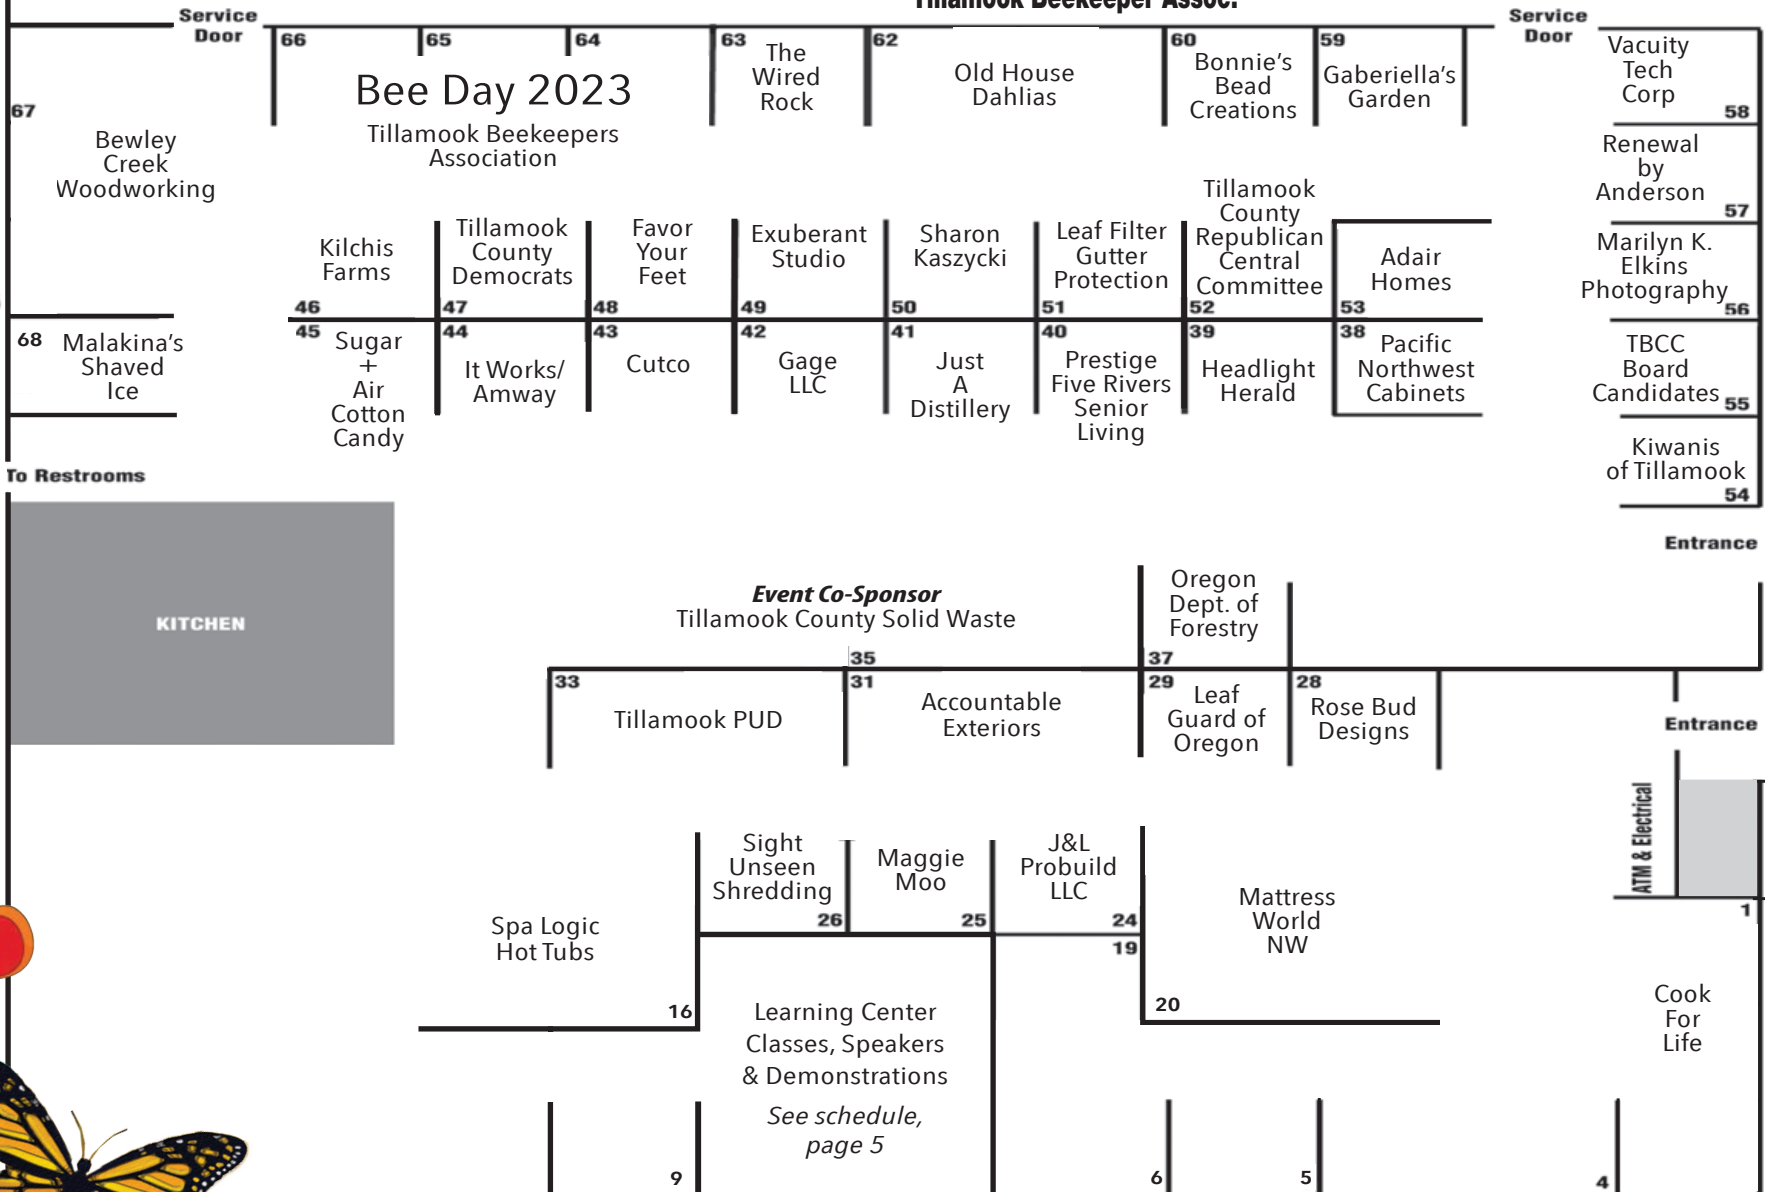 Tillamook Beekeeper Assoc.
Service
Door
Service
Door
66
65
64
63
The
Wired
Rock
62
Old House
Dahlias
60
Bonnie's
Bead
Creations
59
Gaberiella's
Garden
Vacuity
Tech
Corp
58
Bee Day 2023
Tillamook Beekeepers
Association
67
Bewley
Creek
Woodworking
Renewal
by
Anderson
57
Kilchis
Farms
46
Tillamook
County
Democrats
47
Favor
Your
Feet
48
Exuberant
Studio
49
Sharon
Kaszycki
50
Leaf Filter
Gutter
Protection
51
Tillamook
County
Republican
Central
Committee
52
Adair
Homes
53
Marilyn K.
Elkins
Photography
56
68
Malakina's
Shaved
Ice
45
Sugar
+
Air
Cotton
Candy
44
It Works/
Amway
43
Cutco
42
Gage
LLC
41
Just
A
Distillery
40
Prestige
Five Rivers
Senior
Living
39
Headlight
Herald
38
Pacific
Northwest
Cabinets
TBCC
Board
Candidates
55
Kiwanis
of Tillamook
54
To Restrooms
Entrance
KITCHEN
Event Co-Sponsor
Tillamook County Solid Waste
35
Oregon
Dept. of
Forestry
37
33
Tillamook PUD
31
Accountable
Exteriors
29
Leaf
Guard of
Oregon
28
Rose Bud
Designs
Entrance
ATM & Electrical
Sight
Unseen
Shredding
26
Maggie
Moo
25
J&L
Probuild
LLC
24
19
Mattress
World
NW
20
1
Spa Logic
Hot Tubs
16
Learning Center
Classes, Speakers
& Demonstrations
See schedule,
page 5
Cook
For
Life
9
6
5
4